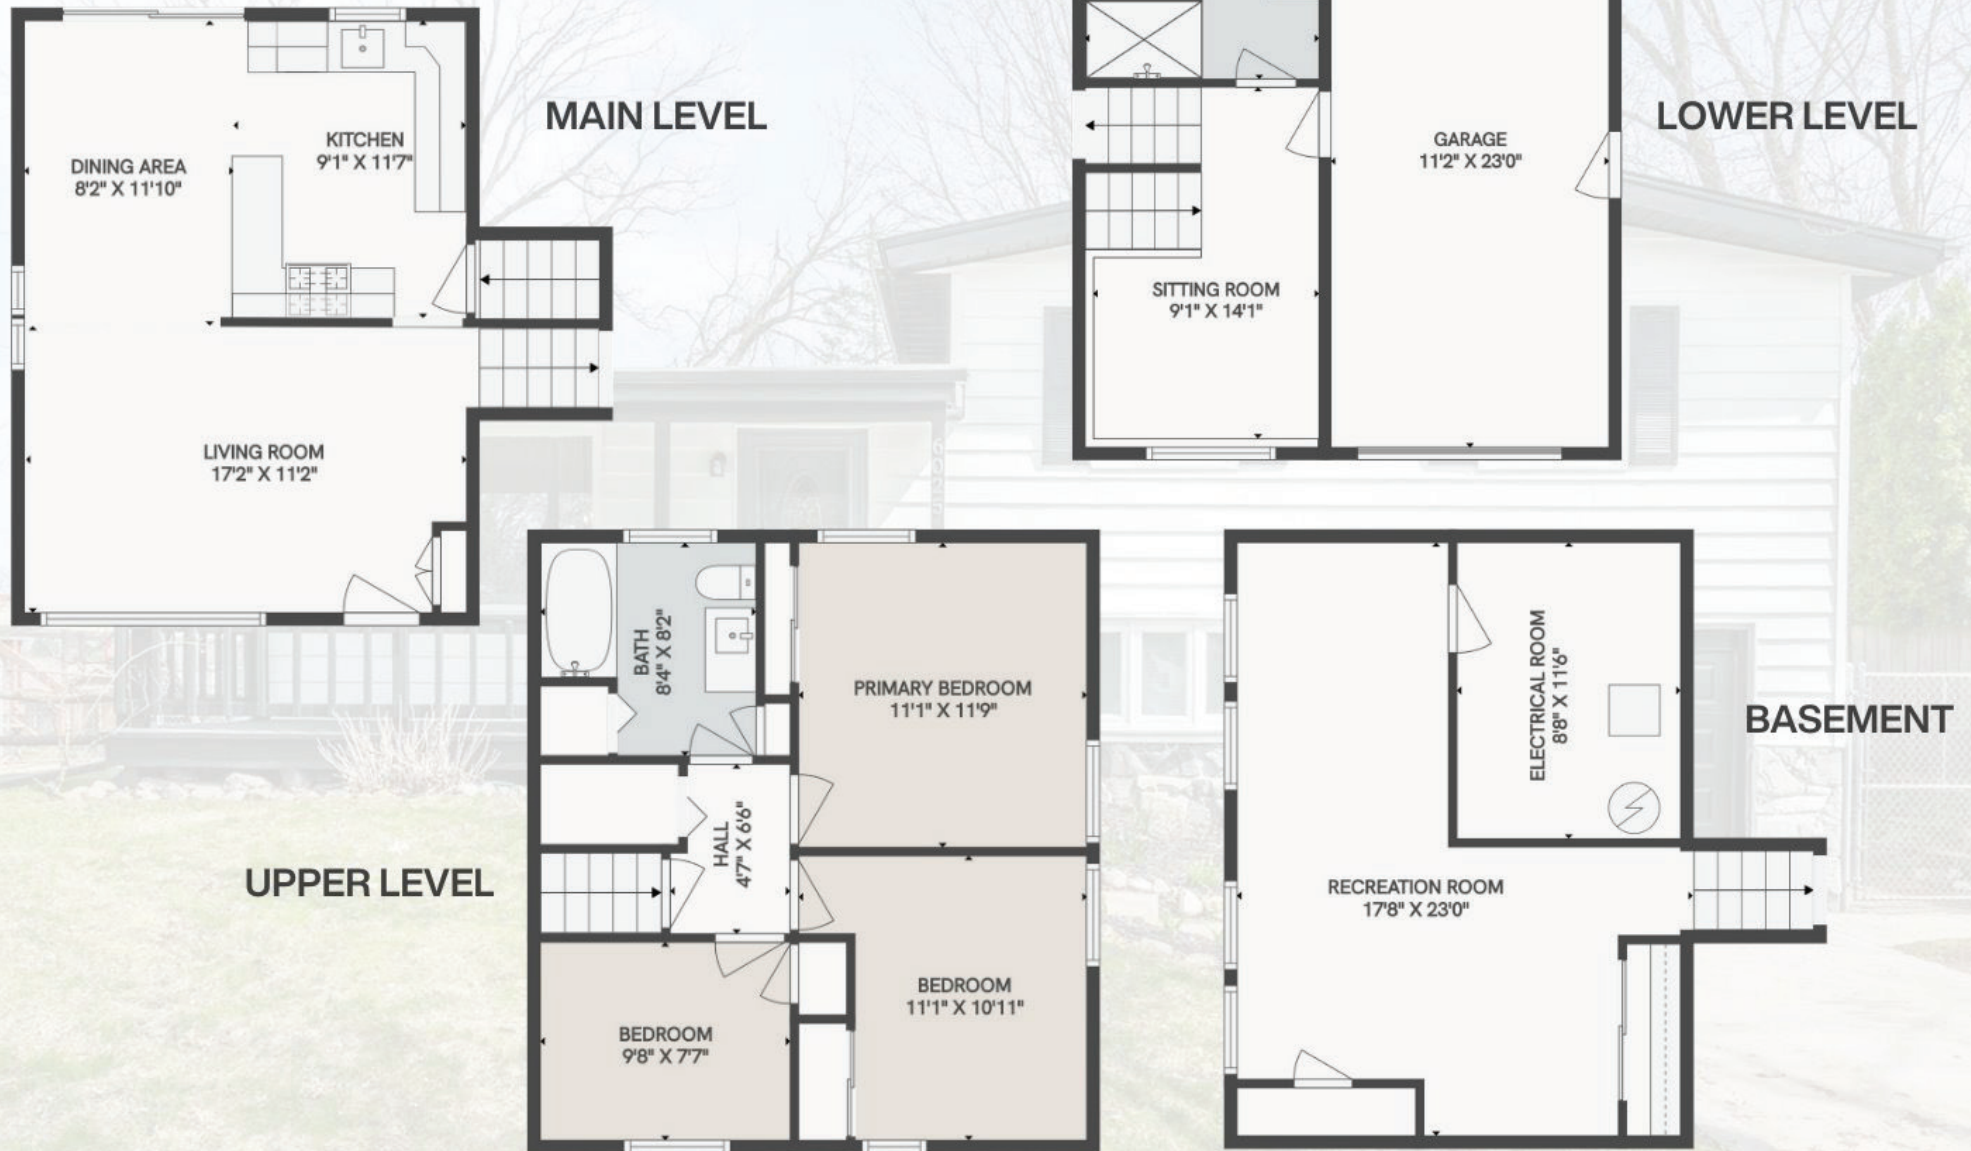 MAIN LEVEL
KITCHEN
9'1" X 11'7"
DINING AREA
8'2" X 11'10"
LIVING ROOM
17'2" X 11'2"
LOWER LEVEL
GARAGE
11'2" X 23'0"
SITTING ROOM
9'1" X 14'1"
UPPER LEVEL
BATH
8'4" X 8'2"
PRIMARY BEDROOM
11'1" X 11'9"
HALL
4'7" X 6'6"
BEDROOM
9'8" X 7'7"
BEDROOM
11'1" X 10'11"
BASEMENT
ELECTRICAL ROOM
8'8" X 11'6"
RECREATION ROOM
17'8" X 23'0"